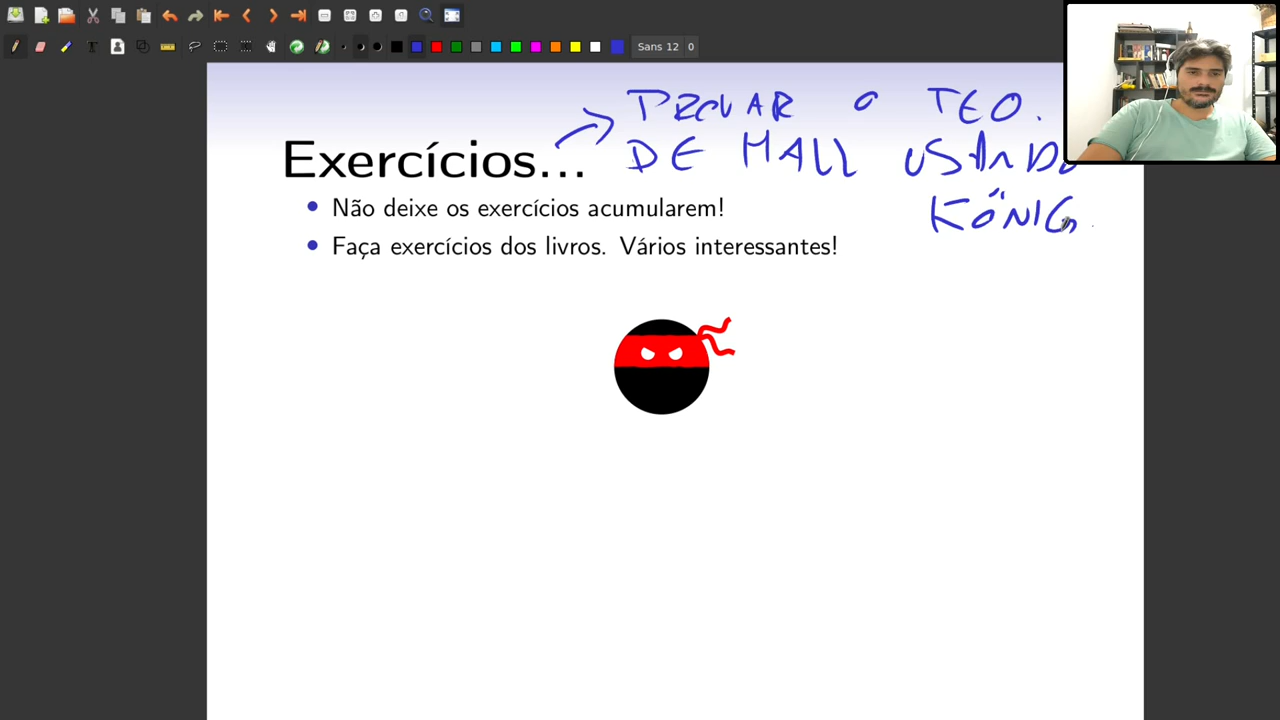 Sans 12 0
PROVAR O TEO.
DE HALL USANDO
KÖNIG
Exercícios...
Não deixe os exercícios acumularem!
Faça exercícios dos livros. Vários interessantes!